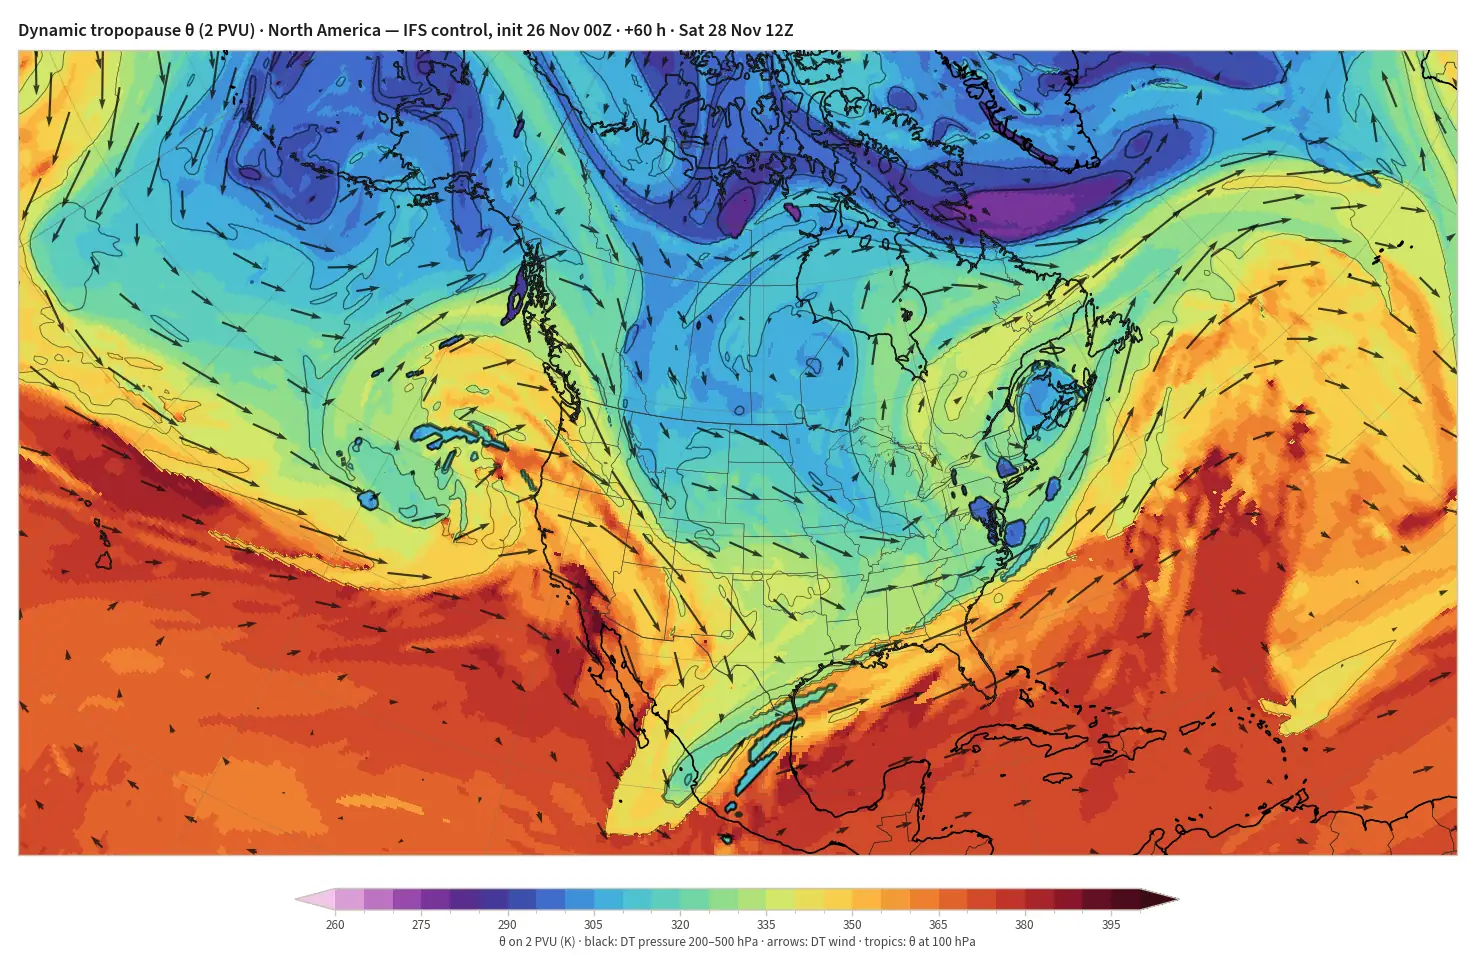 Dynamic tropopause θ (2 PVU) · North America — IFS control, init 26 Nov 00Z · +60 h · Sat 28 Nov 12Z
260 275 290 305 320 335 350 365 380 395
θ on 2 PVU (K) · black: DT pressure 200–500 hPa · arrows: DT wind · tropics: θ at 100 hPa